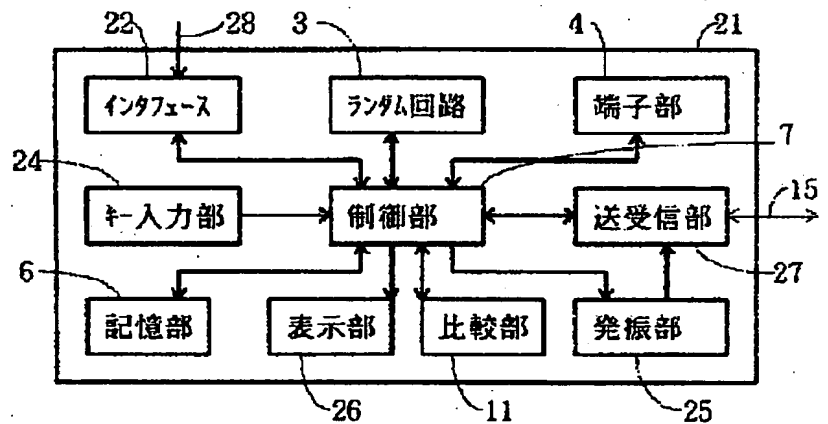 22 28 3 4 21
インタフェース ランダム回路 端子部
7
24
キー入力部 制御部 送受信部 15
6 27
記憶部 表示部 比較部 発振部
26 11 25